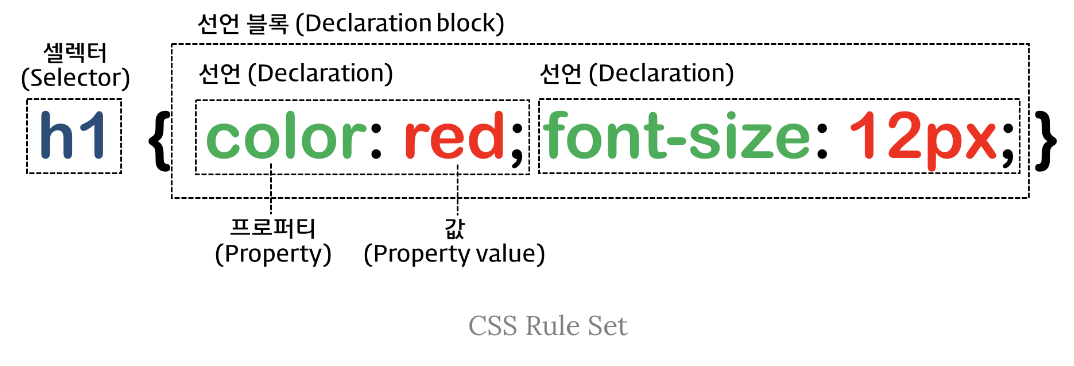 선언 블록 (Declaration block)
셀렉터
(Selector)
선언 (Declaration) 선언 (Declaration)
h1 { color: red; font-size: 12px; }
프로퍼티 값
(Property) (Property value)
CSS Rule Set